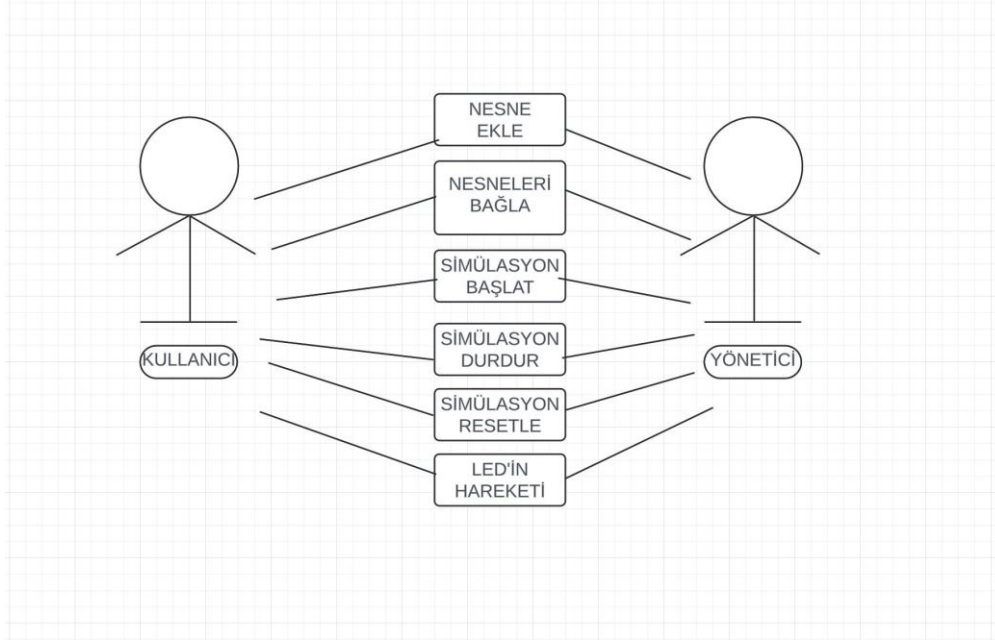 NESNE
EKLE
NESNELERİ
BAĞLA
SİMÜLASYON
BAŞLAT
SİMÜLASYON
DURDUR
KULLANICI
YÖNETİCİ
SİMÜLASYON
RESETLE
LED'İN
HAREKETİ